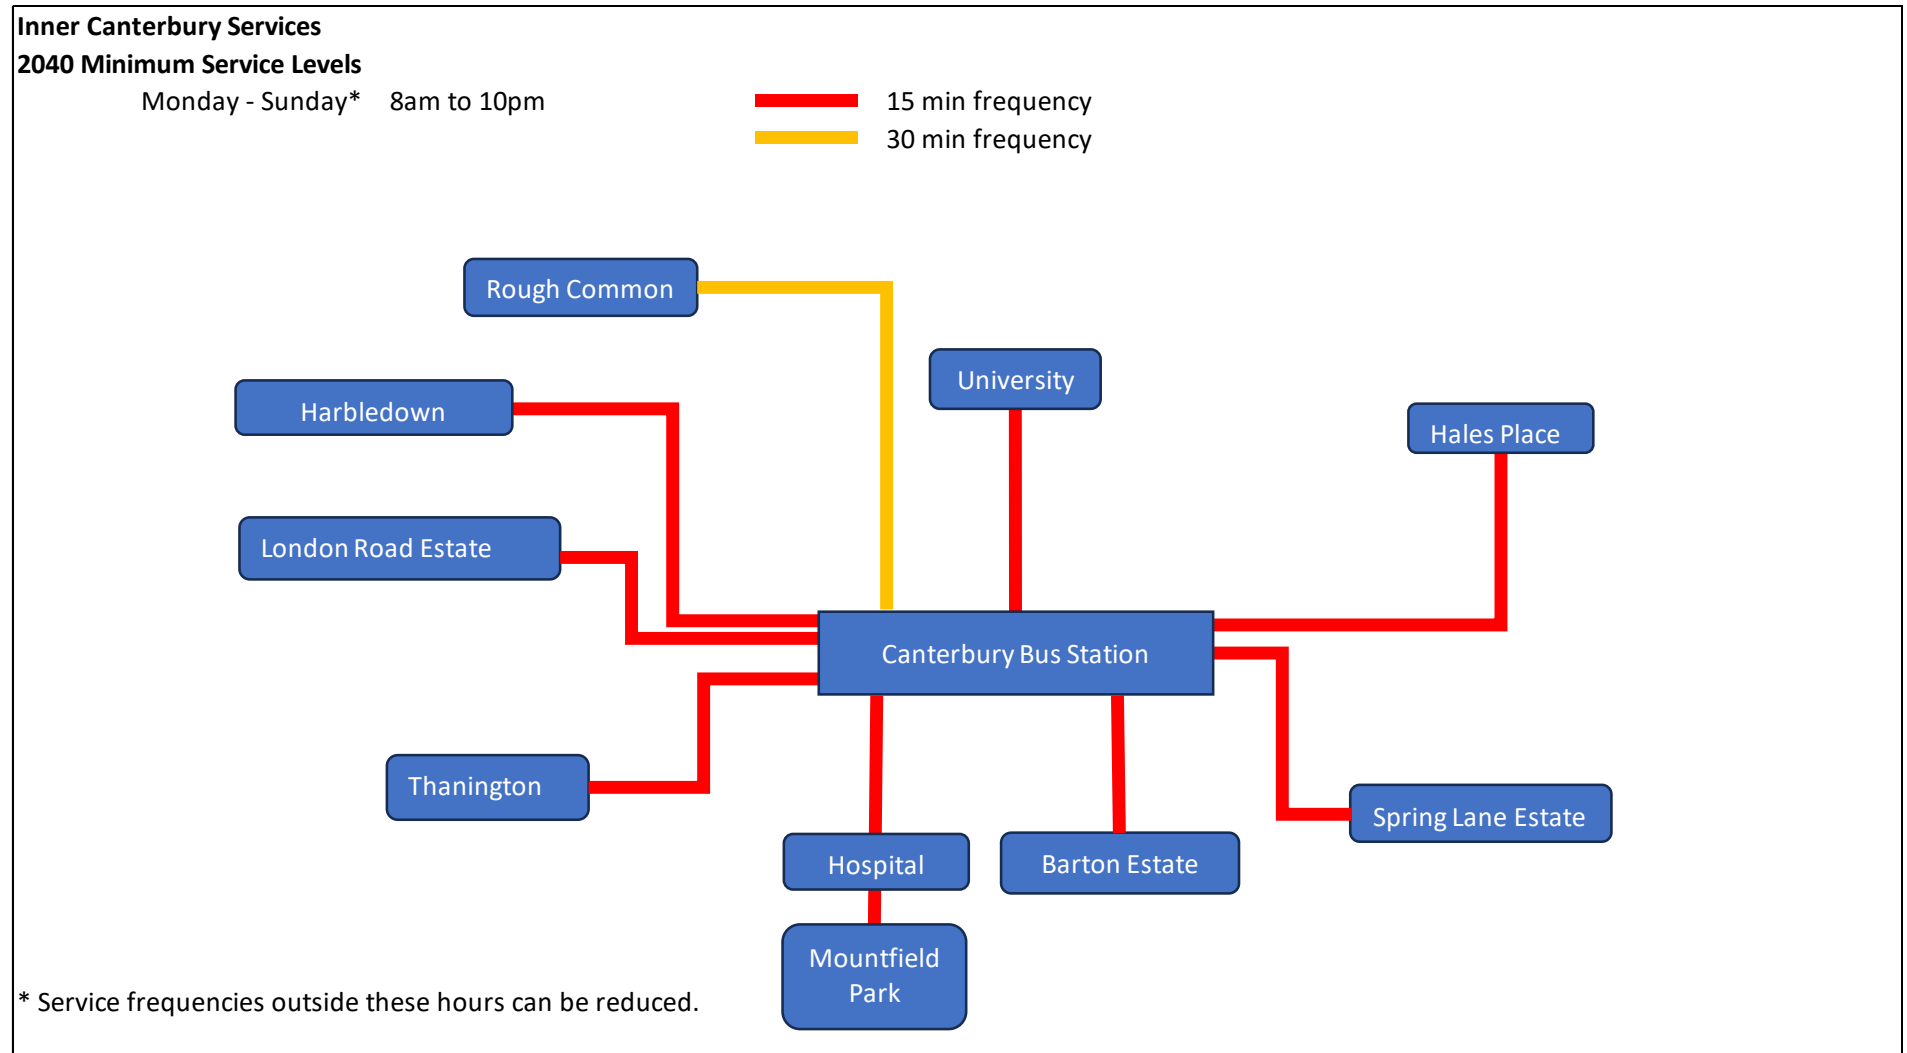 Inner Canterbury Services
2040 Minimum Service Levels
Monday - Sunday* 8am to 10pm
15 min frequency
30 min frequency
Rough Common
University
Harbledown
Hales Place
London Road Estate
Canterbury Bus Station
Thanington
Spring Lane Estate
Hospital
Barton Estate
Mountfield
Park
* Service frequencies outside these hours can be reduced.